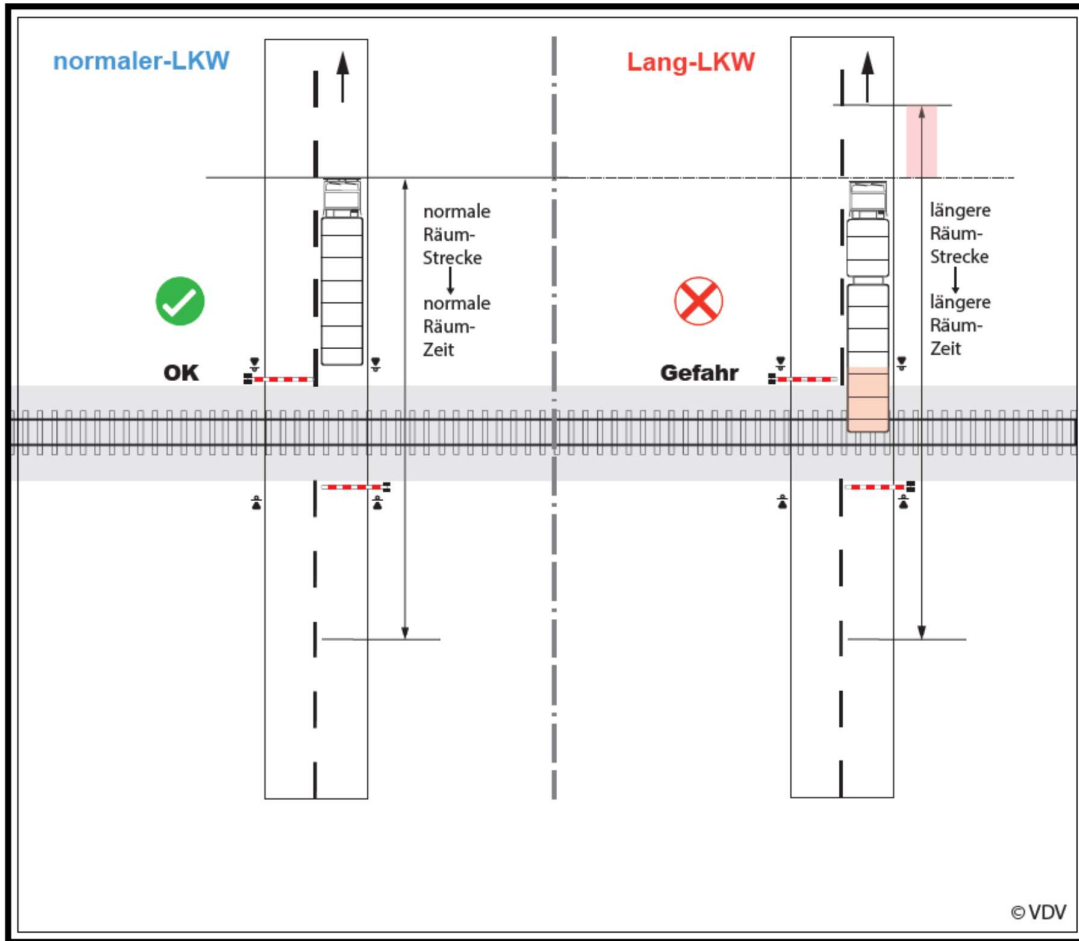 normaler-LKW
Lang-LKW
normale
Räum-
Strecke
normale
Räum-
Zeit
längere
Räum-
Strecke
längere
Räum-
Zeit
OK
Gefahr
© VDV